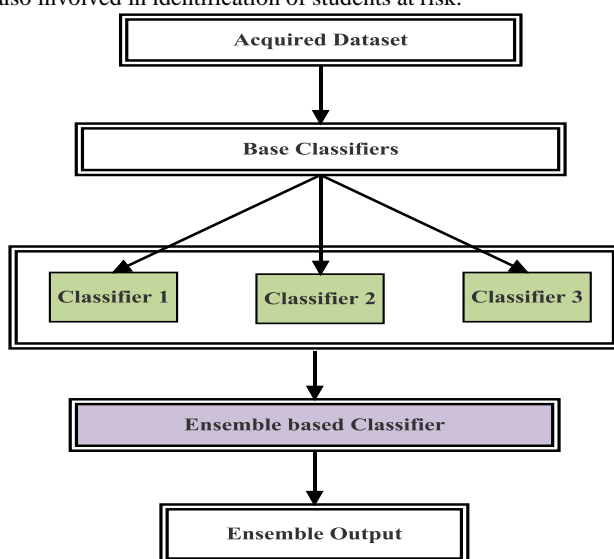 also involved in identification of students at risk.
Acquired Dataset
Base Classifiers
Classifier 1
Classifier 2
Classifier 3
Ensemble based Classifier
Ensemble Output